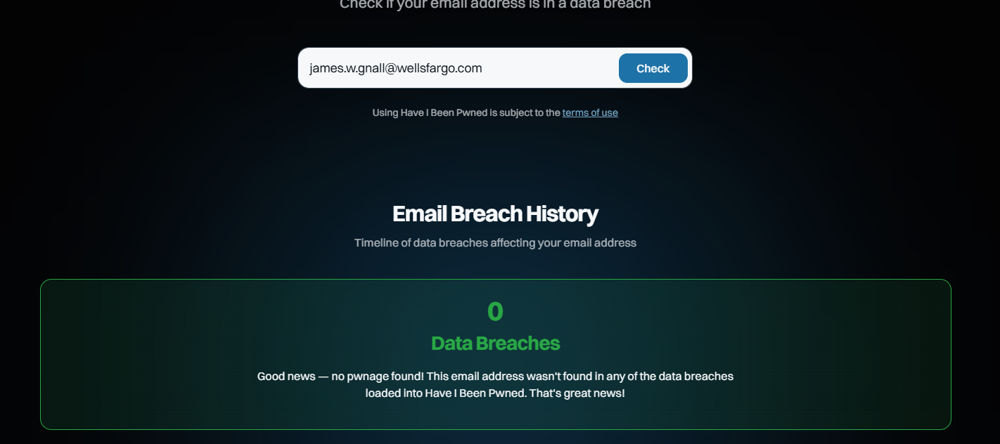 Check if your email address is in a data breach
james.w.gnall@wellsfargo.com
Check
Using Have I Been Pwned is subject to the terms of use
Email Breach History
Timeline of data breaches affecting your email address
0
Data Breaches
Good news — no pwnage found! This email address wasn't found in any of the data breaches
loaded into Have I Been Pwned. That's great news!